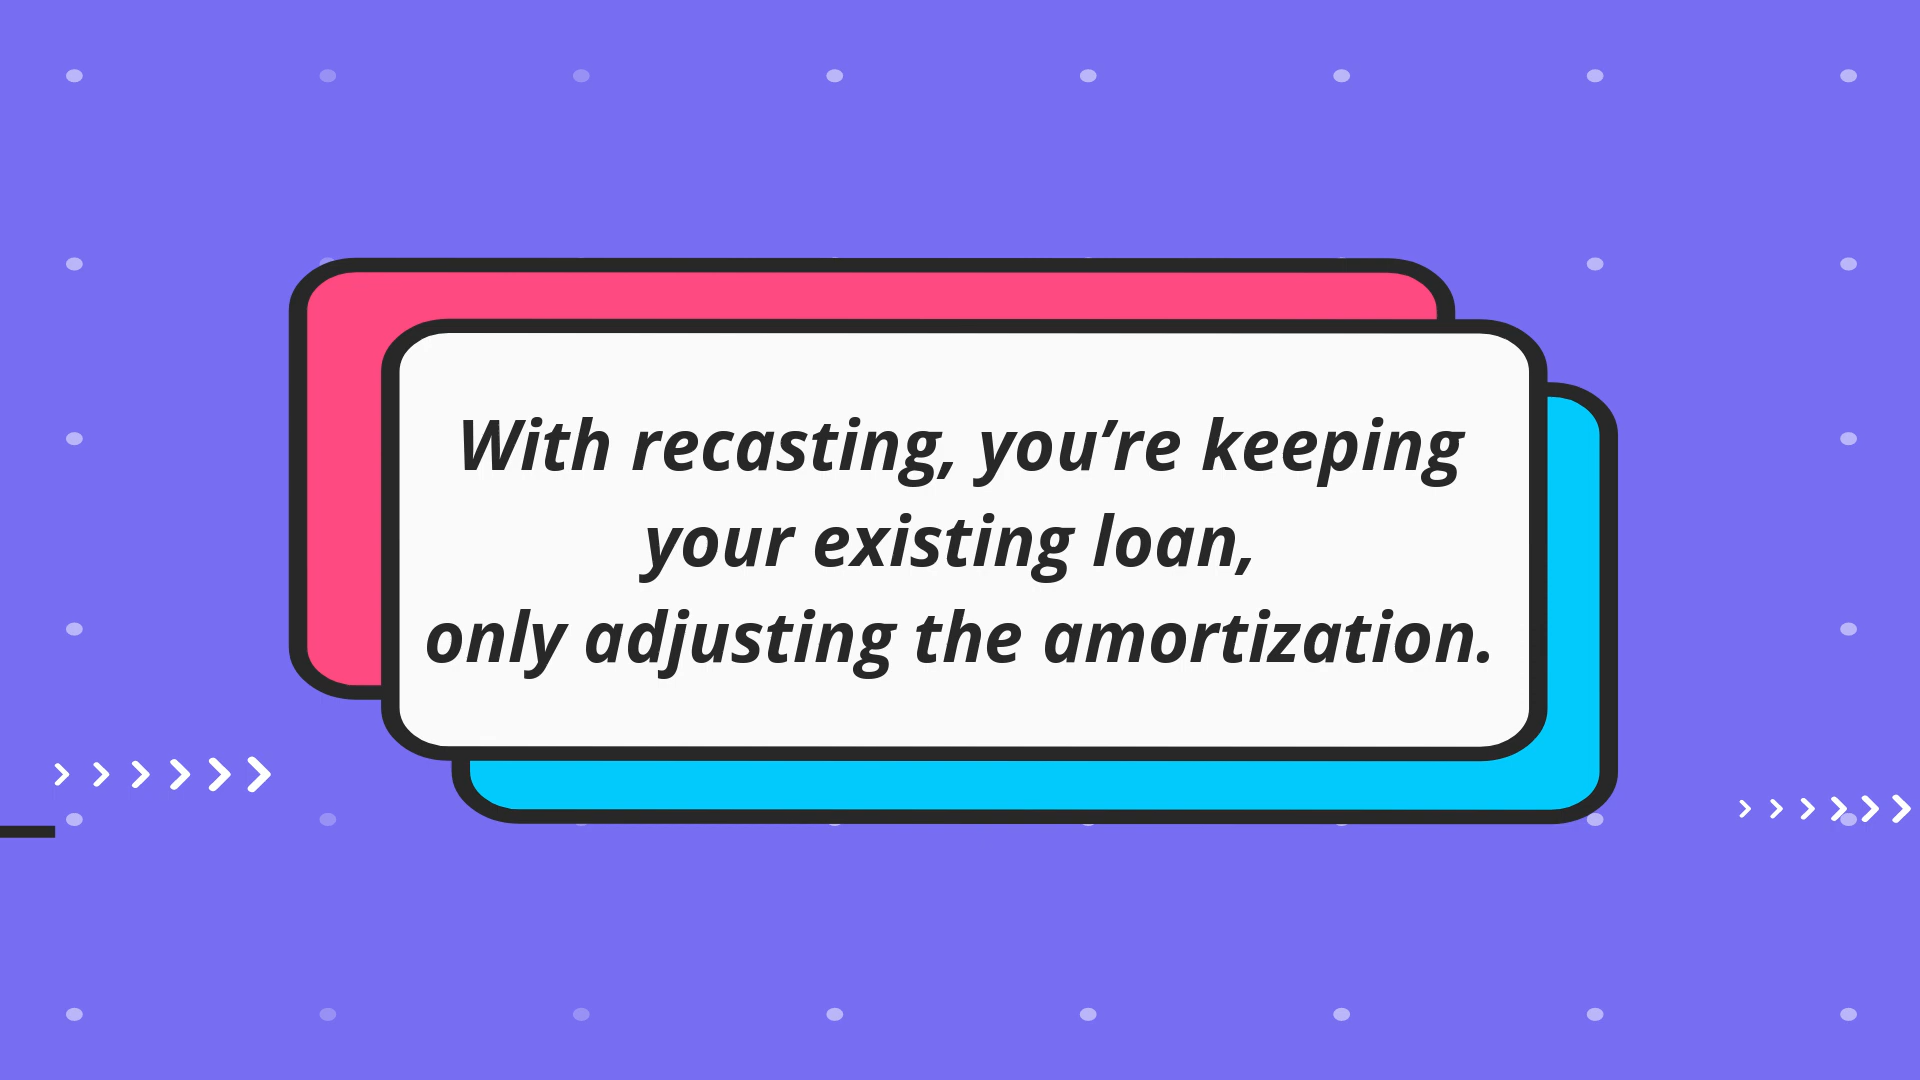 With recasting, you’re keeping
your existing loan,
only adjusting the amortization.